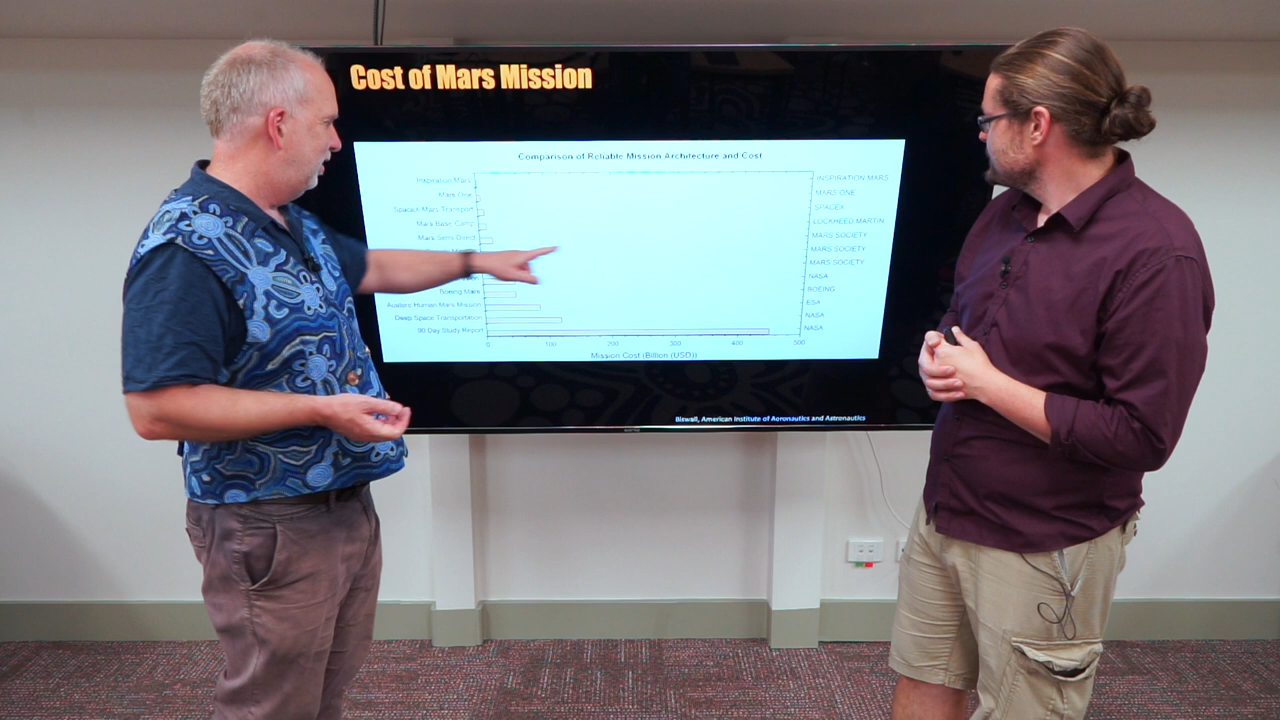 Cost of Mars Mission
Comparison of Reliable Mission Architecture and Cost
Inspiration Mars INSPIRATION MARS
Mars One MARS ONE
SpaceX Mars Transport SPACEX
Mars Base Camp LOCKHEED MARTIN
Mars Semi-Direct MARS SOCIETY
MARS SOCIETY
MARS SOCIETY
NASA
Boeing Mars BOEING
Austere Human Mars Mission ESA
Deep Space Transportation NASA
90 Day Study Report NASA
0 100 200 300 400 500
Mission Cost (Billion (USD))
American Institute of Aeronautics and Astronautics